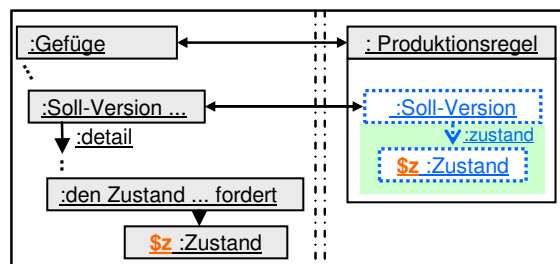 :Gefüge
: Produktionsregel
:Soll-Version ...
:Soll-Version
:detail
:zustand
$z :Zustand
:den Zustand ... fordert
$z :Zustand